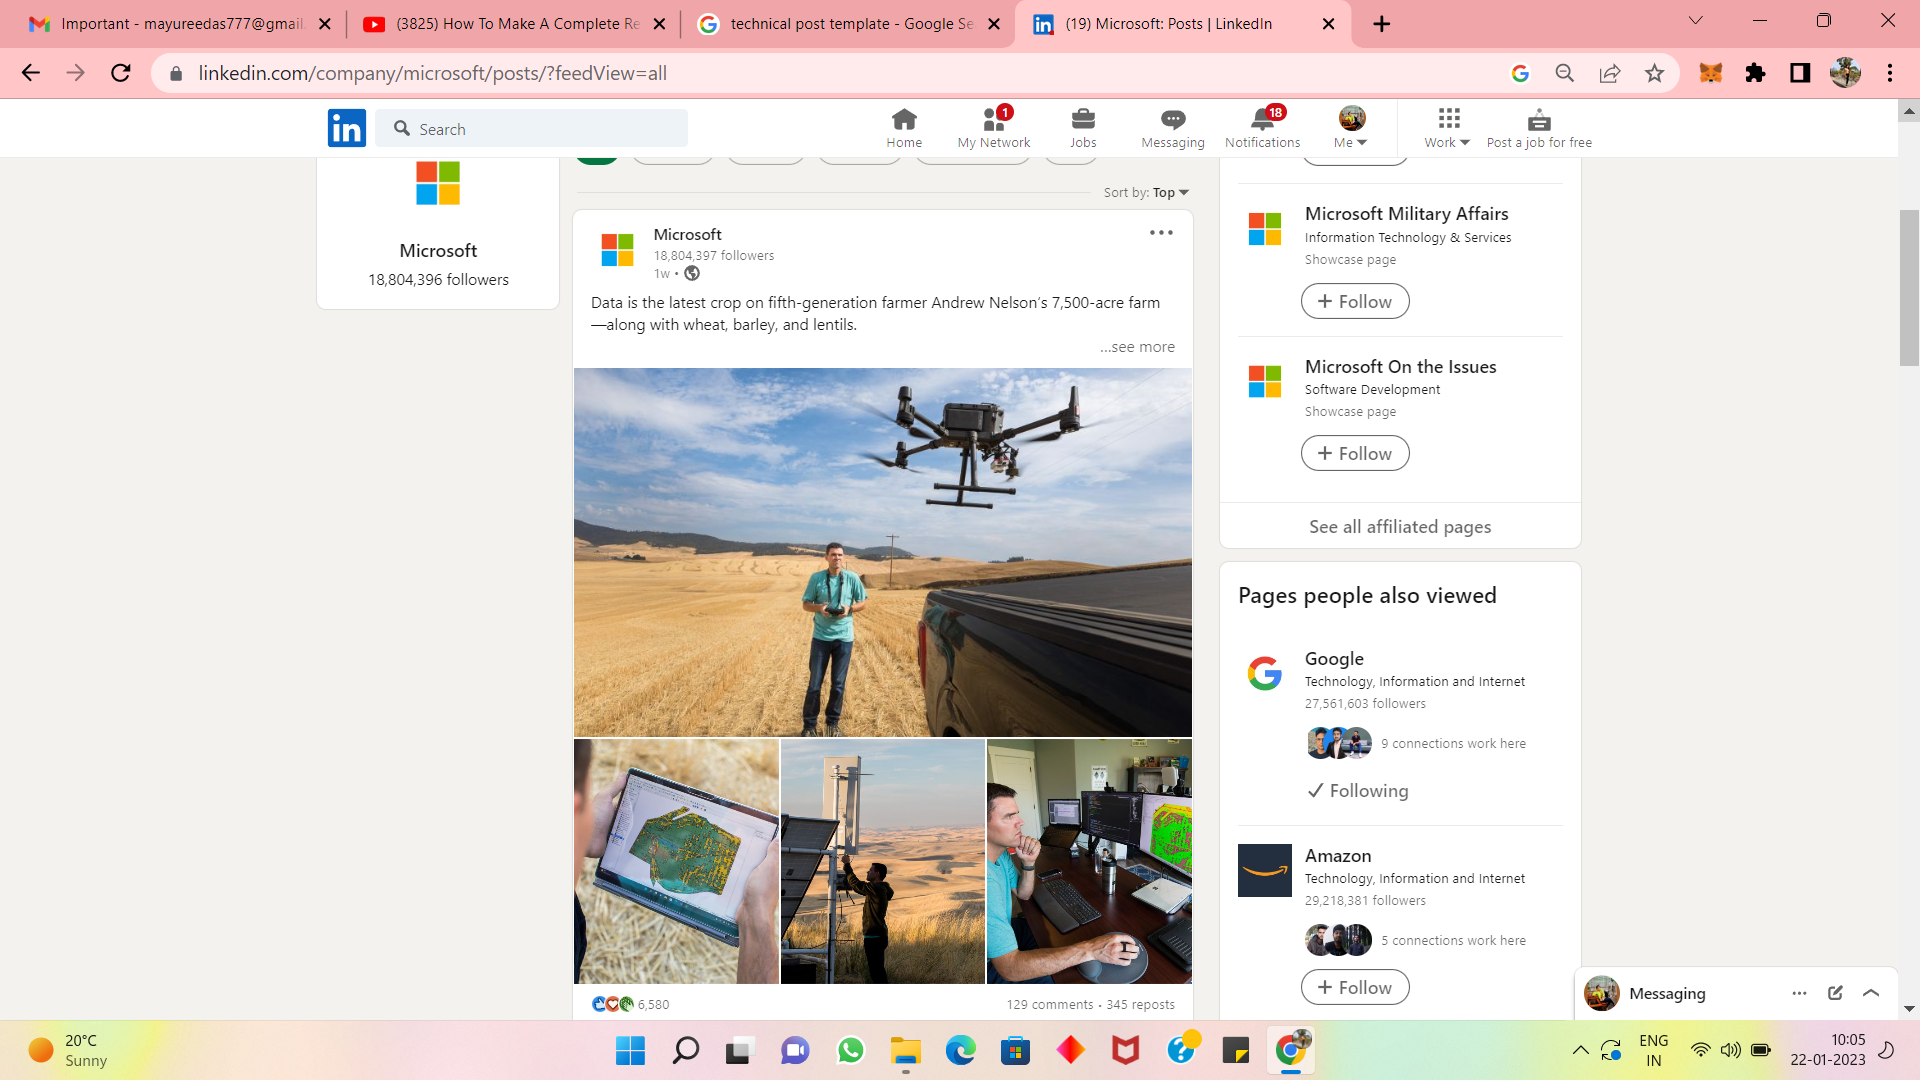 Important - mayureedas777@gmail.
(3825) How To Make A Complete Re
technical post template - Google Se
(19) Microsoft: Posts | LinkedIn
linkedin.com/company/microsoft/posts/?feedView=all
in
Search
Home
1
My Network
Jobs
Messaging
18
Notifications
Me
Work
Post a job for free
Microsoft
18,804,396 followers
Sort by: Top
Microsoft
18,804,397 followers
1w •
Data is the latest crop on fifth-generation farmer Andrew Nelson's 7,500-acre farm
—along with wheat, barley, and lentils.
...see more
6,580
129 comments • 345 reposts
Microsoft Military Affairs
Information Technology & Services
Showcase page
+ Follow
Microsoft On the Issues
Software Development
Showcase page
+ Follow
See all affiliated pages
Pages people also viewed
Google
Technology, Information and Internet
27,561,603 followers
9 connections work here
Following
Amazon
Technology, Information and Internet
29,218,381 followers
5 connections work here
+ Follow
Messaging
20°C
Sunny
ENG
IN
10:05
22-01-2023